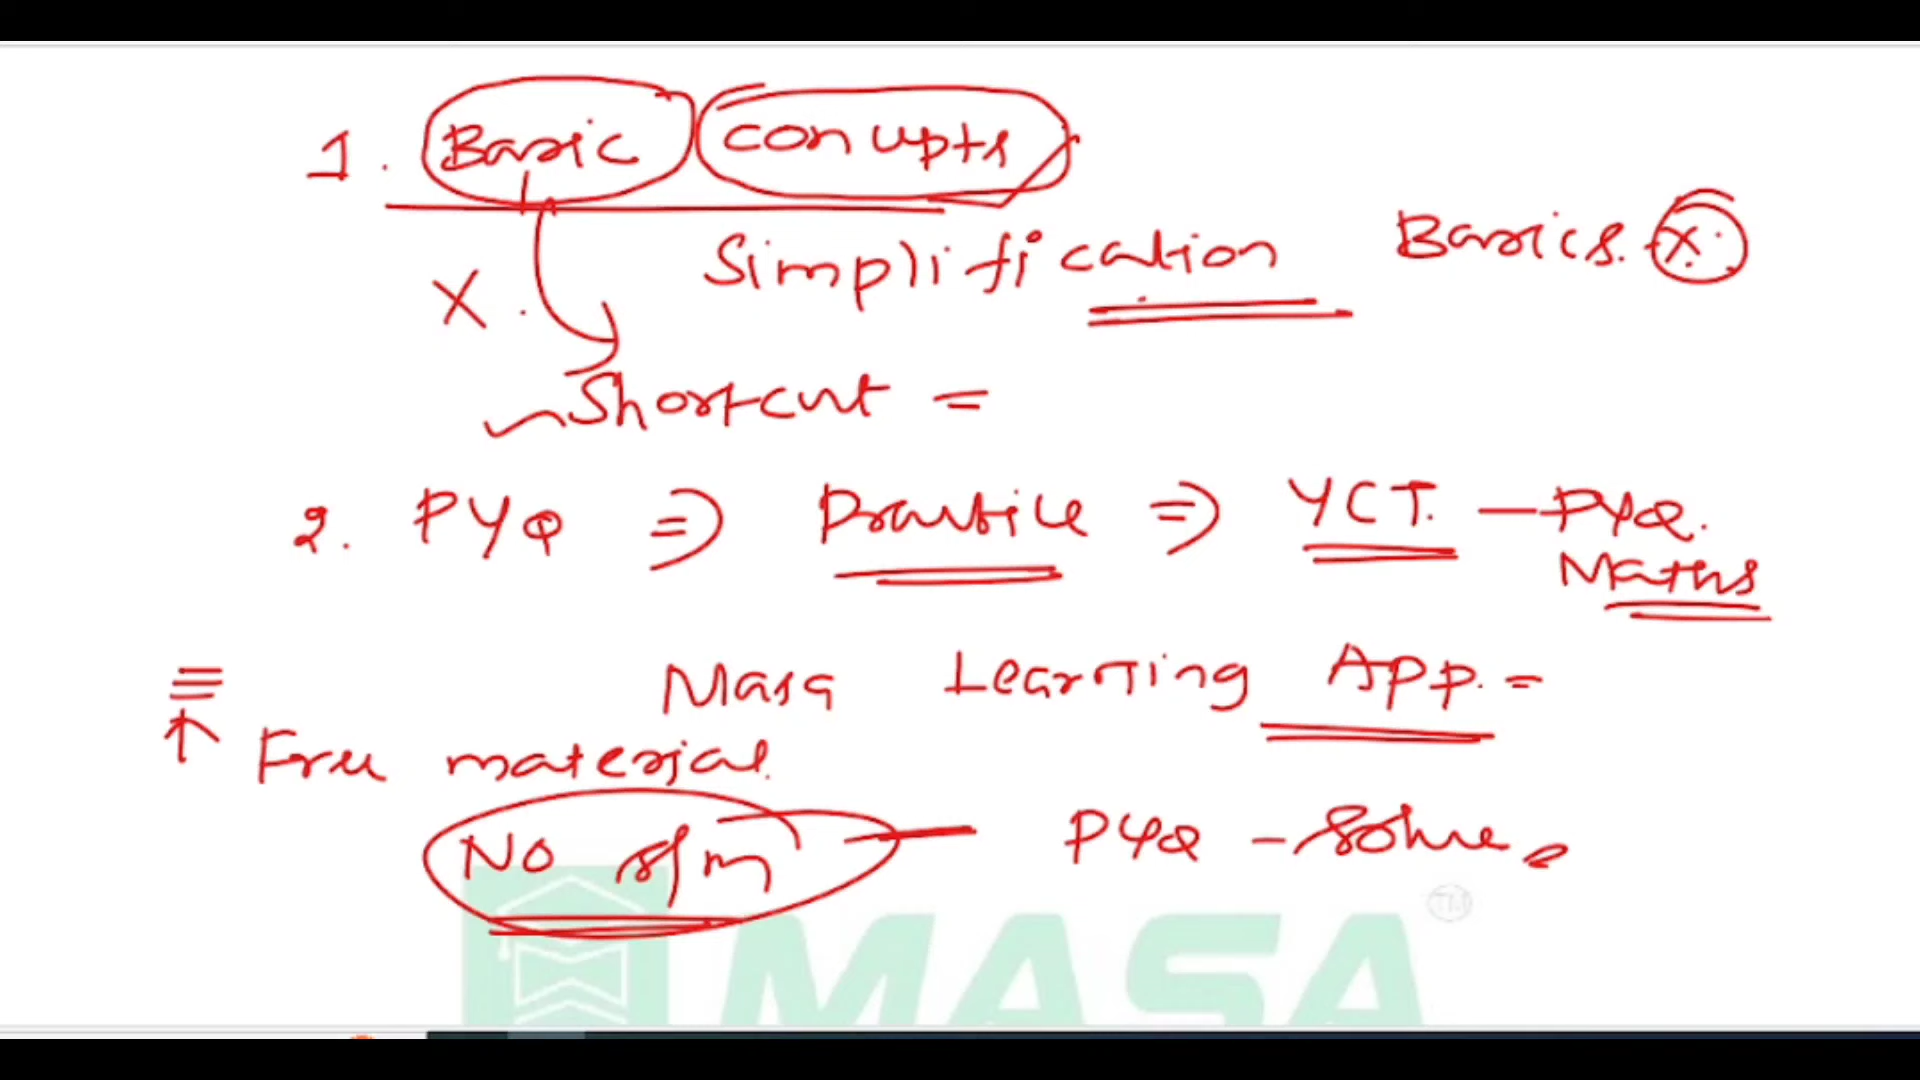 1. Basic concepts
Simplification Basics. X.
X.
Shortcut =
2. PYQ => Practice => YCT. - PYQ.
Maths
Masa Learning App. =
Free material.
No s/m - PYQ - Solve.
MASA TM